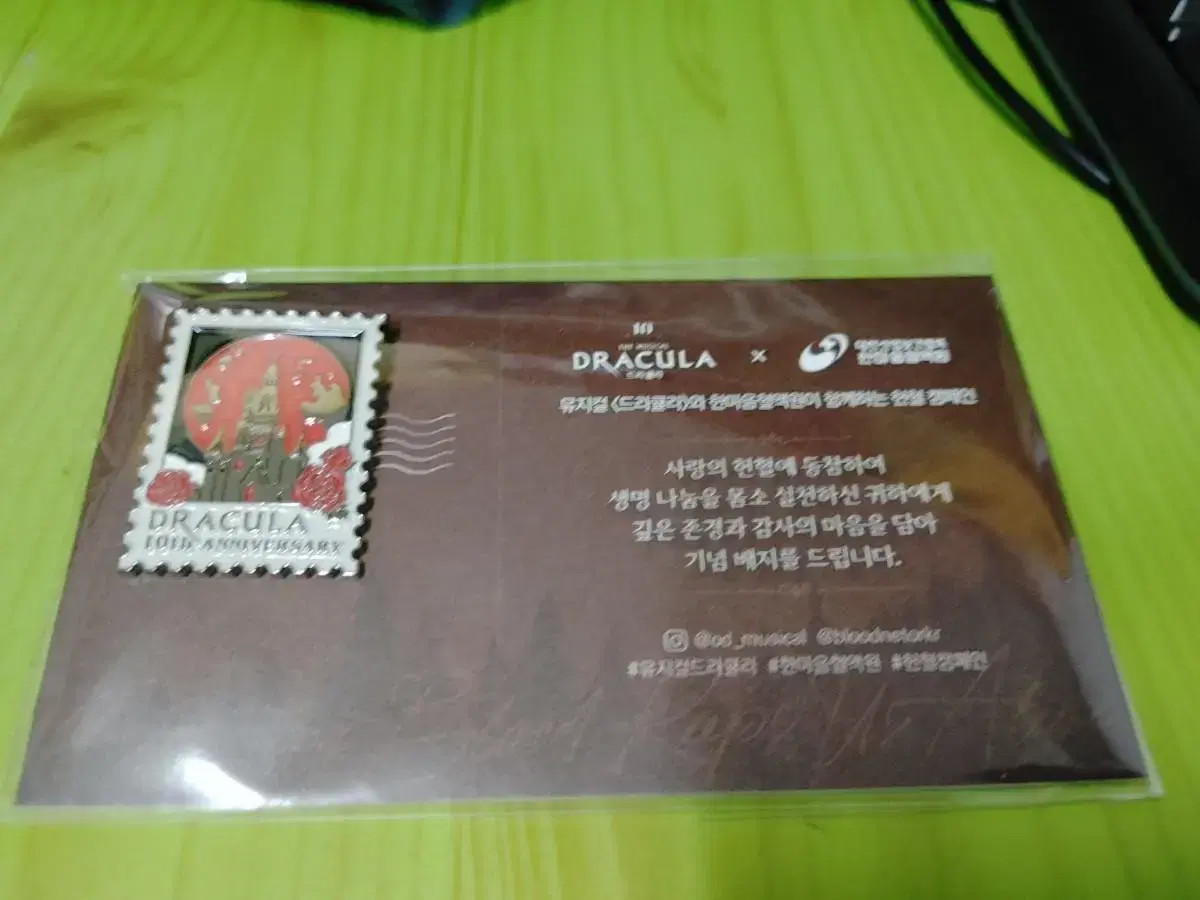 DRACULA
10TH ANNIVERSARY
10
THE MUSICAL
DRACULA
드라큘라
×
뮤지컬 <드라큘라>와 한마음혈액원이 함께하는 헌혈 캠페인
사랑의 헌혈에 동참하여
생명 나눔을 몸소 실천하신 귀하에게
깊은 존경과 감사의 마음을 담아
기념 배지를 드립니다.
@od_musical @bloodnetorkr
#뮤지컬드라큘라 #한마음혈액원 #헌혈캠페인